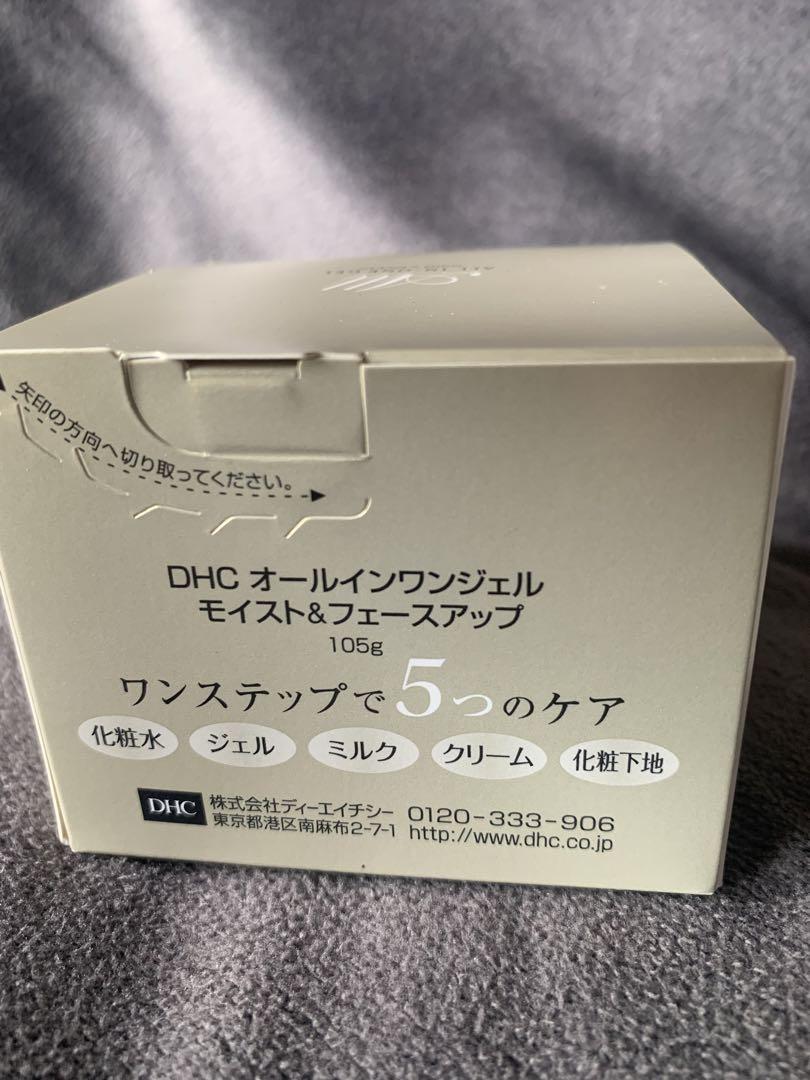 矢印の方向へ切り取ってください。
DHC オールインワンジェル
モイスト&フェースアップ
105g
ワンステップで5つのケア
化粧水 ジェル ミルク クリーム 化粧下地
DHC 株式会社ディーエイチシー 0120-333-906
東京都港区南麻布2-7-1 http://www.dhc.co.jp